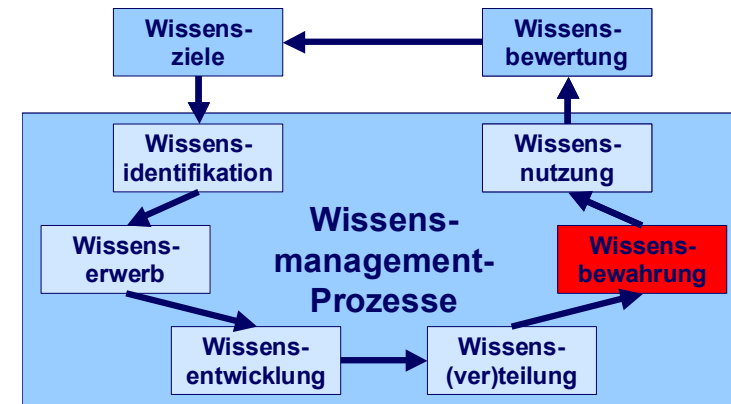 Wissens-
ziele
Wissens-
bewertung
Wissens-
identifikation
Wissens-
nutzung
Wissens-
erwerb
Wissens-
management-
Prozesse
Wissens-
bewahrung
Wissens-
entwicklung
Wissens-
(ver)teilung